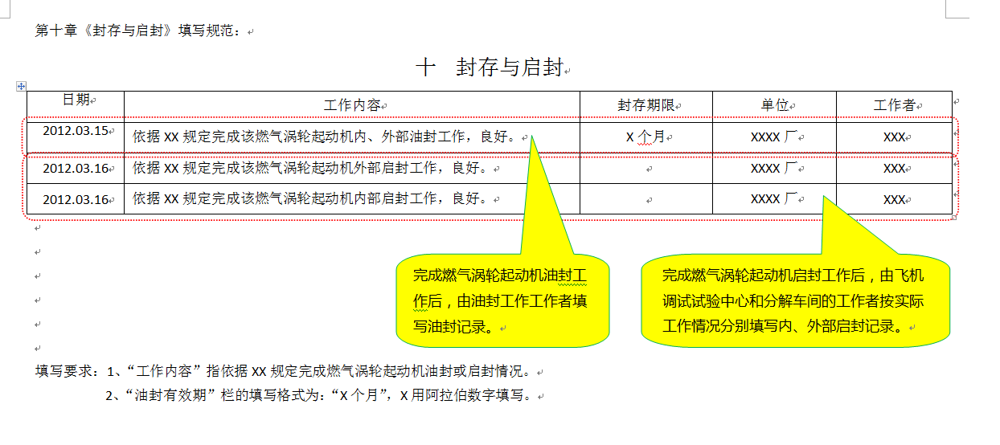 第十章《封存与启封》填写规范：
十 封存与启封
日期 工作内容 封存期限 单位 工作者
2012.03.15 依据 XX 规定完成该燃气涡轮起动机内、外部油封工作，良好。 X 个月 XXXX 厂 XXX
2012.03.16 依据 XX 规定完成该燃气涡轮起动机外部启封工作，良好。 XXXX 厂 XXX
2012.03.16 依据 XX 规定完成该燃气涡轮起动机内部启封工作，良好。 XXXX 厂 XXX
完成燃气涡轮起动机油封工
作后，由油封工作工作者填
写油封记录。
完成燃气涡轮起动机启封工作后，由飞机
调试试验中心和分解车间的工作者按实际
工作情况分别填写内、外部启封记录。
填写要求：1、“工作内容”指依据 XX 规定完成燃气涡轮起动机油封或启封情况。
2、“油封有效期”栏的填写格式为：“X 个月”，X 用阿拉伯数字填写。